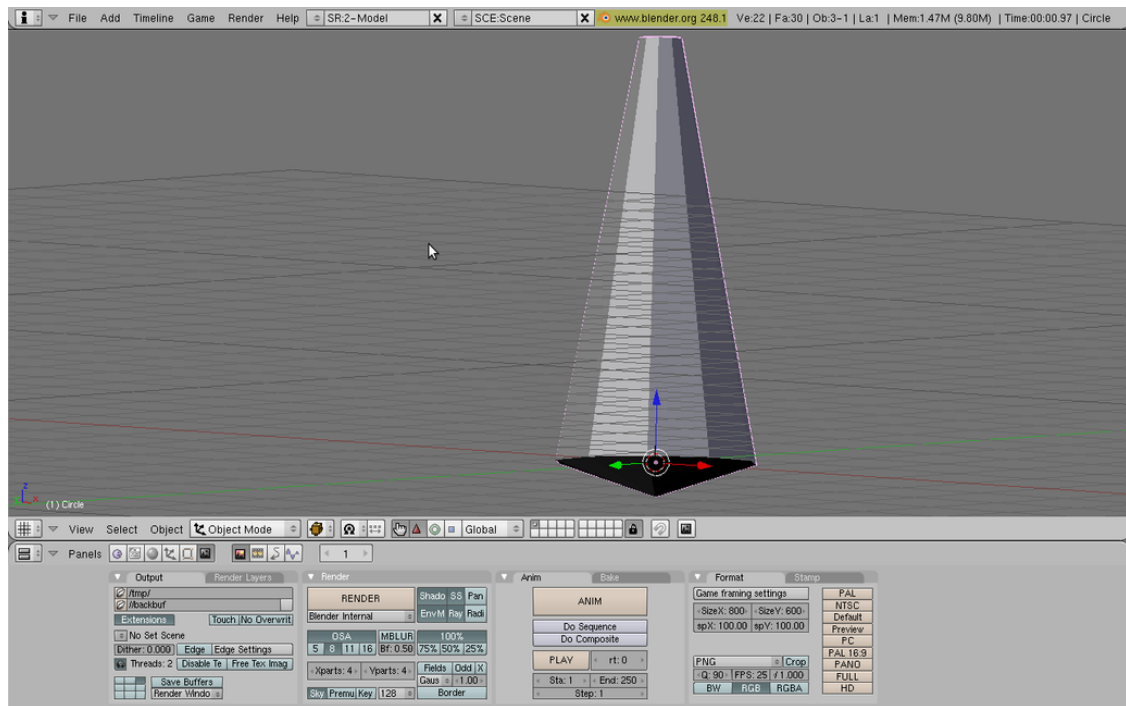 File Add Timeline Game Render Help SR:2-Model X SCE:Scene X www.blender.org 248.1 Ve:22 | Fa:30 | Ob:3-1 | La:1 | Mem:1.47M (9.80M) | Time:00:00.97 | Circle
z
x
(1) Circle
View Select Object Object Mode Global
Panels 1
Output Render Layers
/tmp/
//backbuf
Extensions Touch No Overwrit
No Set Scene
Dither: 0.000 Edge Edge Settings
Threads: 2 Disable Te Free Tex Imag
Save Buffers
Render Windo
Render
RENDER Shado SS Pan
Blender Internal EnvM Ray Radi
OSA MBLUR 100%
5 8 11 16 Bf: 0.50 75% 50% 25%
Xparts: 4 Yparts: 4 Fields Odd X
Gaus 1.00
Sky Premu Key 128 Border
Anim Bake
ANIM
Do Sequence
Do Composite
PLAY rt: 0
Sta: 1 End: 250
Step: 1
Format Stamp
Game framing settings
SizeX: 800 SizeY: 600
spX: 100.00 spY: 100.00
PNG Crop
Q: 90 FPS: 25 /1.000
BW RGB RGBA
PAL
NTSC
Default
Preview
PC
PAL 16:9
PANO
FULL
HD